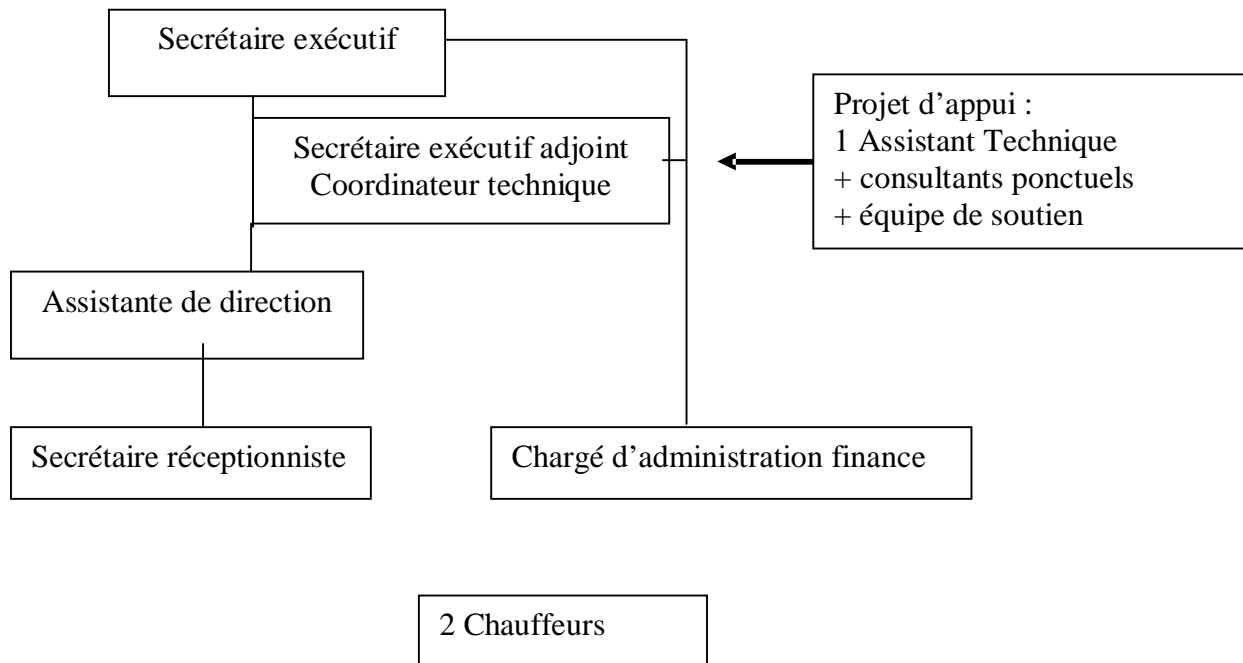 Secrétaire exécutif
Secrétaire exécutif adjoint
Coordinateur technique
Projet d’appui :
1 Assistant Technique
+ consultants ponctuels
+ équipe de soutien
Assistante de direction
Secrétaire réceptionniste
Chargé d’administration finance
2 Chauffeurs